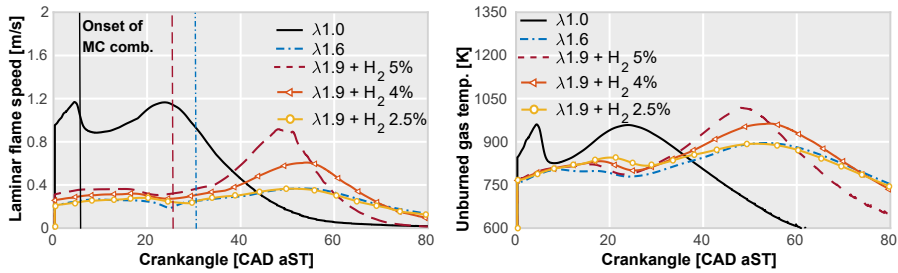 Laminar flame speed [m/s]
2
1.6
1.2
0.8
0.4
0
Onset of
MC comb.
λ1.0
λ1.6
λ1.9 + H2 5%
λ1.9 + H2 4%
λ1.9 + H2 2.5%
0 20 40 60 80
Crankangle [CAD aST]
Unburned gas temp. [K]
1350
1200
1050
900
750
600
λ1.0
λ1.6
λ1.9 + H2 5%
λ1.9 + H2 4%
λ1.9 + H2 2.5%
0 20 40 60 80
Crankangle [CAD aST]